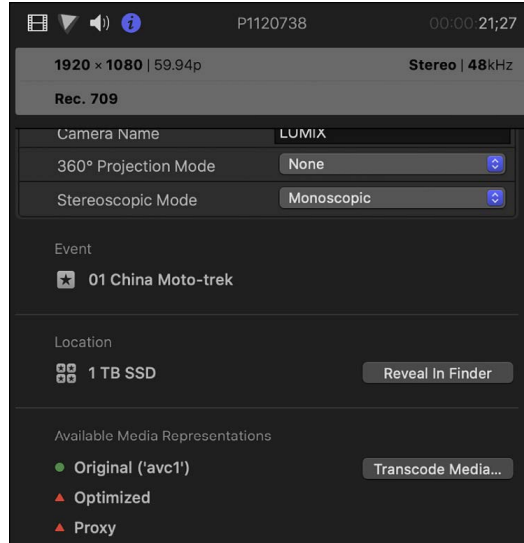 P1120738 00:00:21;27
1920 × 1080 | 59.94p Stereo | 48kHz
Rec. 709
Camera Name LUMIX
360° Projection Mode None
Stereoscopic Mode Monoscopic
Event
01 China Moto-trek
Location
1 TB SSD Reveal In Finder
Available Media Representations
Original ('avc1') Transcode Media...
Optimized
Proxy